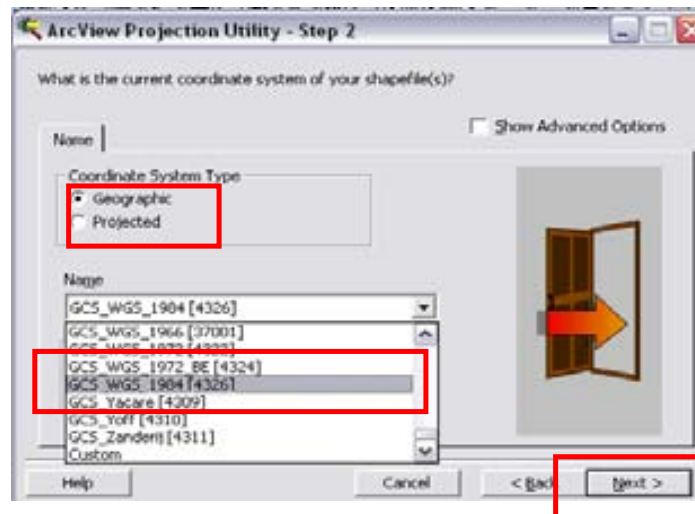 ArcView Projection Utility - Step 2
What is the current coordinate system of your shapefile(s)?
Show Advanced Options
Name
Coordinate System Type
Geographic
Projected
Name
GCS_WGS_1984 [4326]
GCS_WGS_1966 [37001]
GCS_WGS_1972 [4322]
GCS_WGS_1972_BE [4324]
GCS_WGS_1984 [4326]
GCS_Yacare [4309]
GCS_Yoff [4310]
GCS_Zanderij [4311]
Custom
Help
Cancel
< Back
Next >